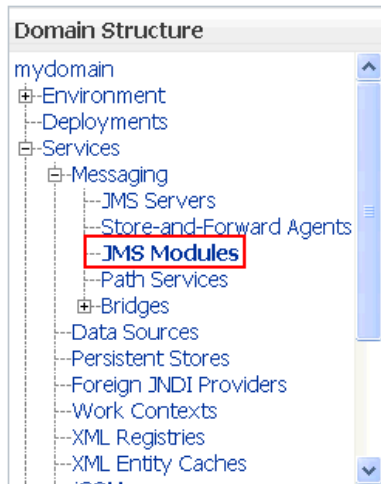 Domain Structure
mydomain
Environment
Deployments
Services
Messaging
JMS Servers
Store-and-Forward Agents
JMS Modules
Path Services
Bridges
Data Sources
Persistent Stores
Foreign JNDI Providers
Work Contexts
XML Registries
XML Entity Caches